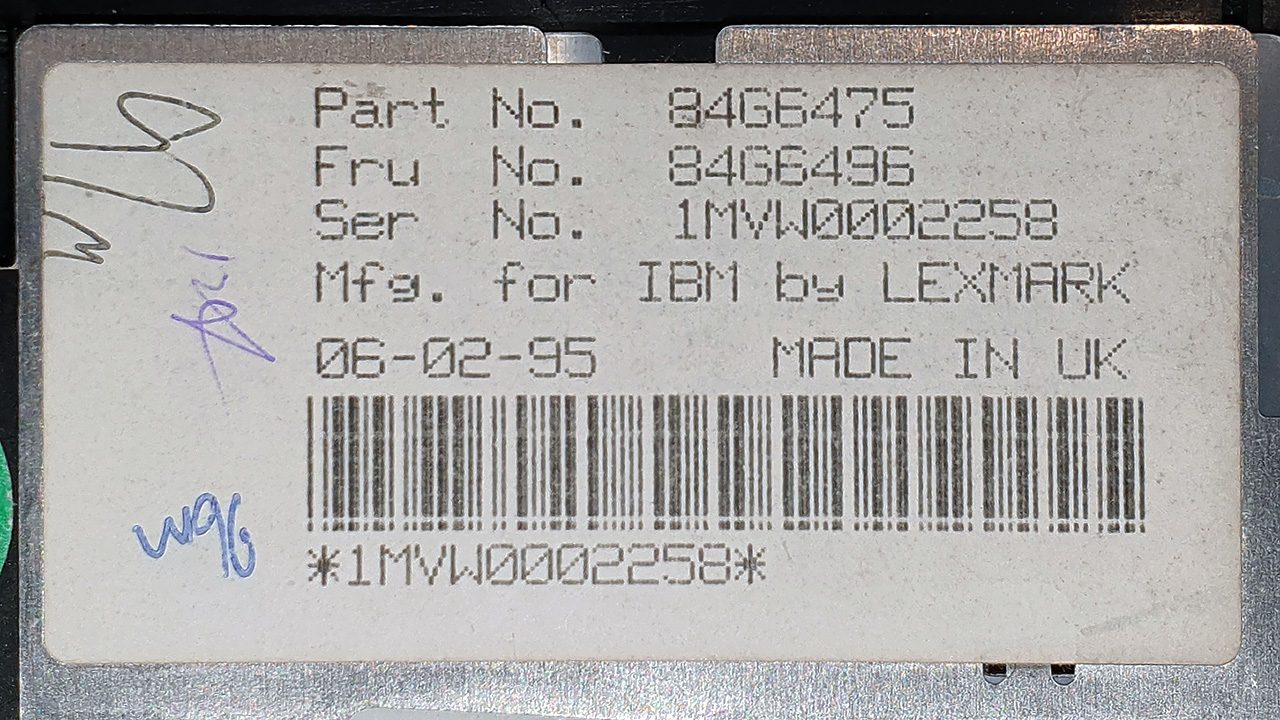 Part No. 84G6475
Fru No. 84G6496
Ser No. 1MVW0002258
Mfg. for IBM by LEXMARK
06-02-95 MADE IN UK
*1MVW0002258*
W96